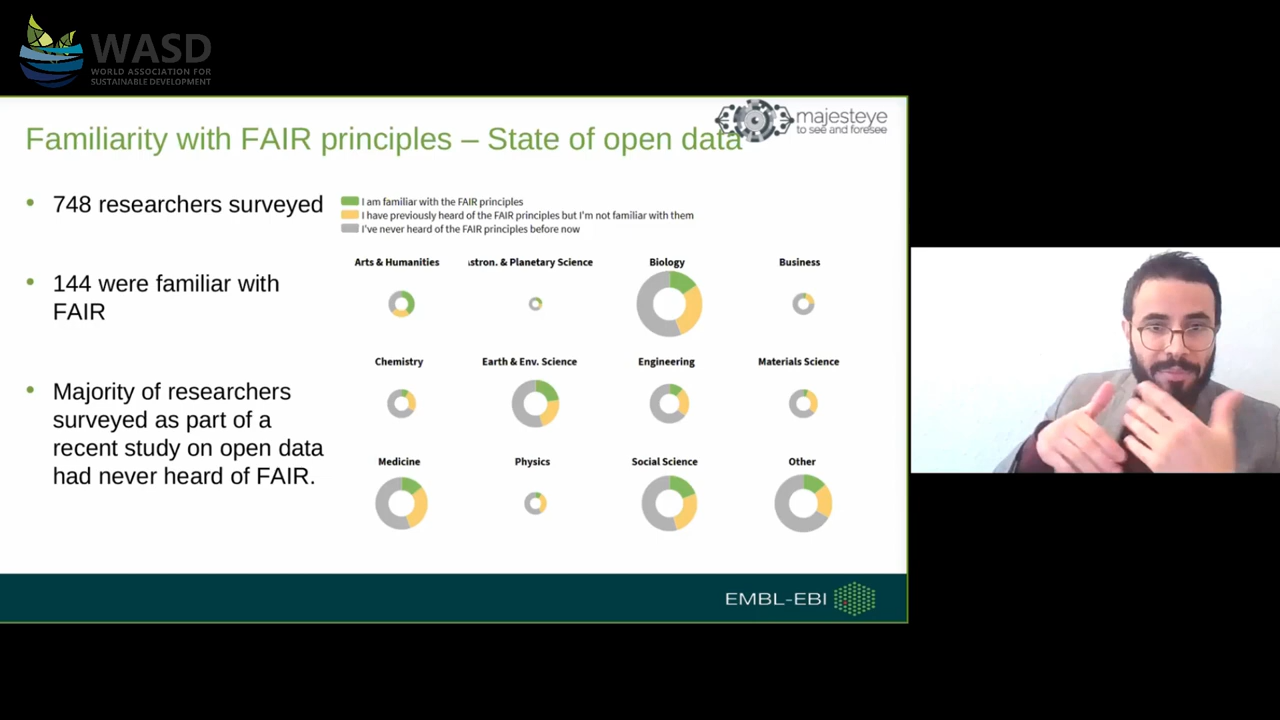 WASD
WORLD ASSOCIATION FOR
SUSTAINABLE DEVELOPMENT
majesteye
to see and foresee
Familiarity with FAIR principles – State of open data
• 748 researchers surveyed
• 144 were familiar with
FAIR
• Majority of researchers
surveyed as part of a
recent study on open data
had never heard of FAIR.
I am familiar with the FAIR principles
I have previously heard of the FAIR principles but I'm not familiar with them
I've never heard of the FAIR principles before now
Arts & Humanities
stron. & Planetary Science
Biology
Business
Chemistry
Earth & Env. Science
Engineering
Materials Science
Medicine
Physics
Social Science
Other
EMBL-EBI